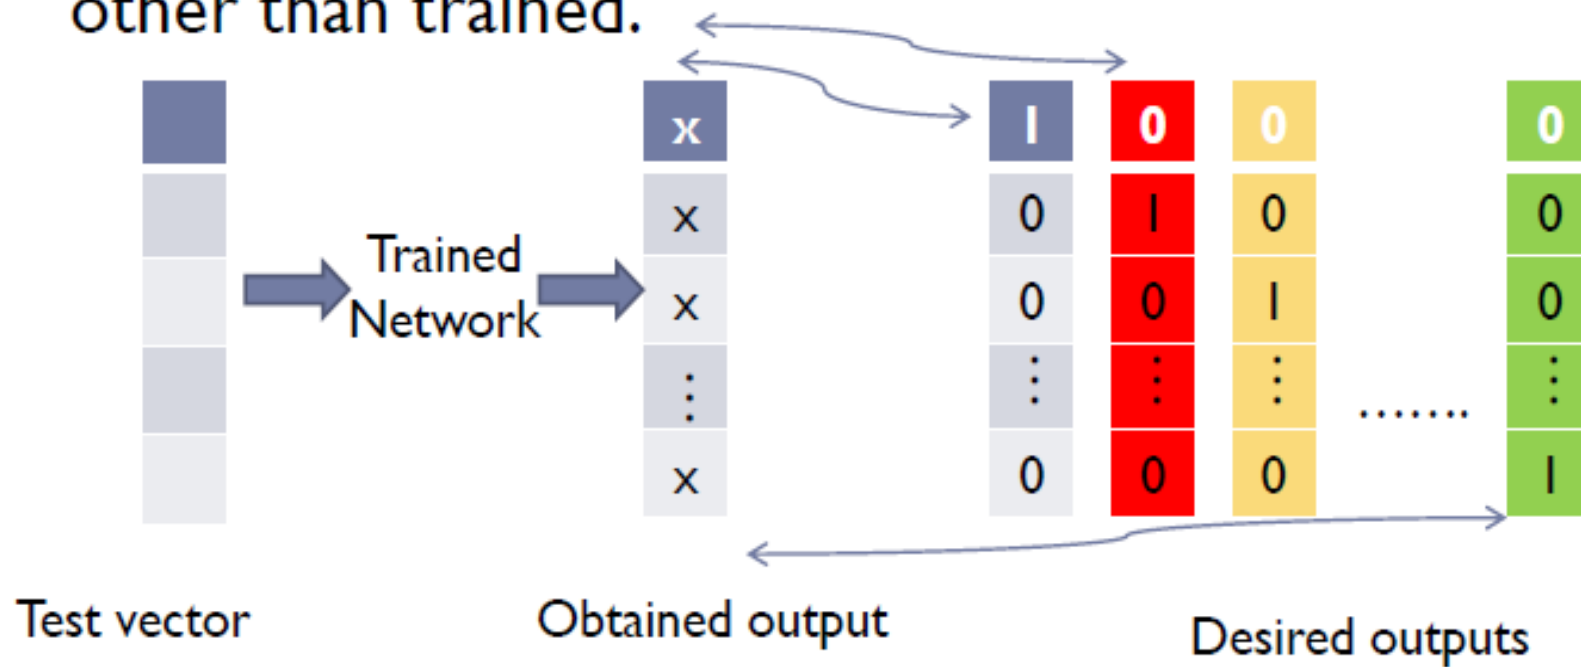 other than trained.
x 1 0 0 0
x 0 1 0 0
Trained
Network
x 0 0 1 0
⋮ ⋮ ⋮ ⋮ ....... ⋮
x 0 0 0 1
Test vector Obtained output Desired outputs